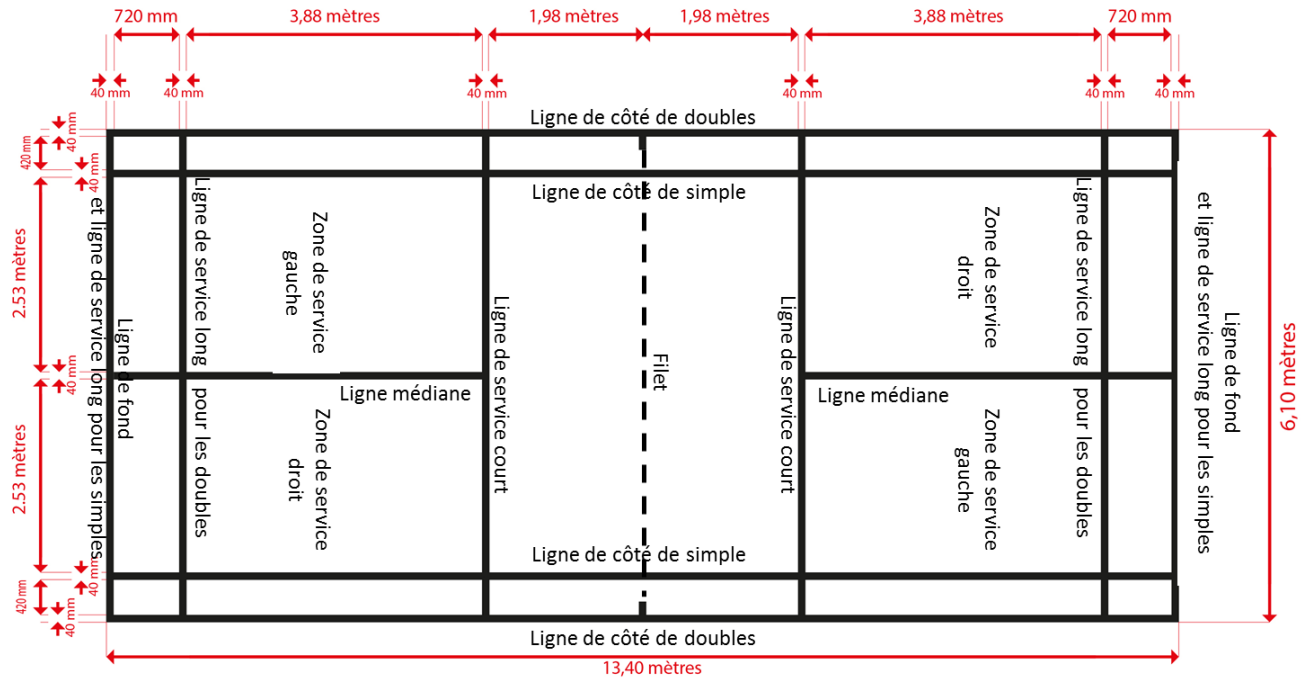 720 mm
3,88 mètres
1,98 mètres
1,98 mètres
3,88 mètres
720 mm
40 mm
40 mm
40 mm
40 mm
40 mm
40 mm
Ligne de côté de doubles
40 mm
420 mm
40 mm
Ligne de côté de simple
2.53 mètres
et ligne de service long pour les simples
Ligne de fond
Ligne de service long pour les doubles
Zone de service
gauche
Ligne de service court
Filet
Ligne de service court
Zone de service
droit
Ligne de service long pour les doubles
Ligne de fond
et ligne de service long pour les simples
6,10 mètres
40 mm
Ligne médiane
Ligne médiane
2.53 mètres
Zone de service
droit
Zone de service
gauche
Ligne de côté de simple
40 mm
420 mm
40 mm
Ligne de côté de doubles
13,40 mètres